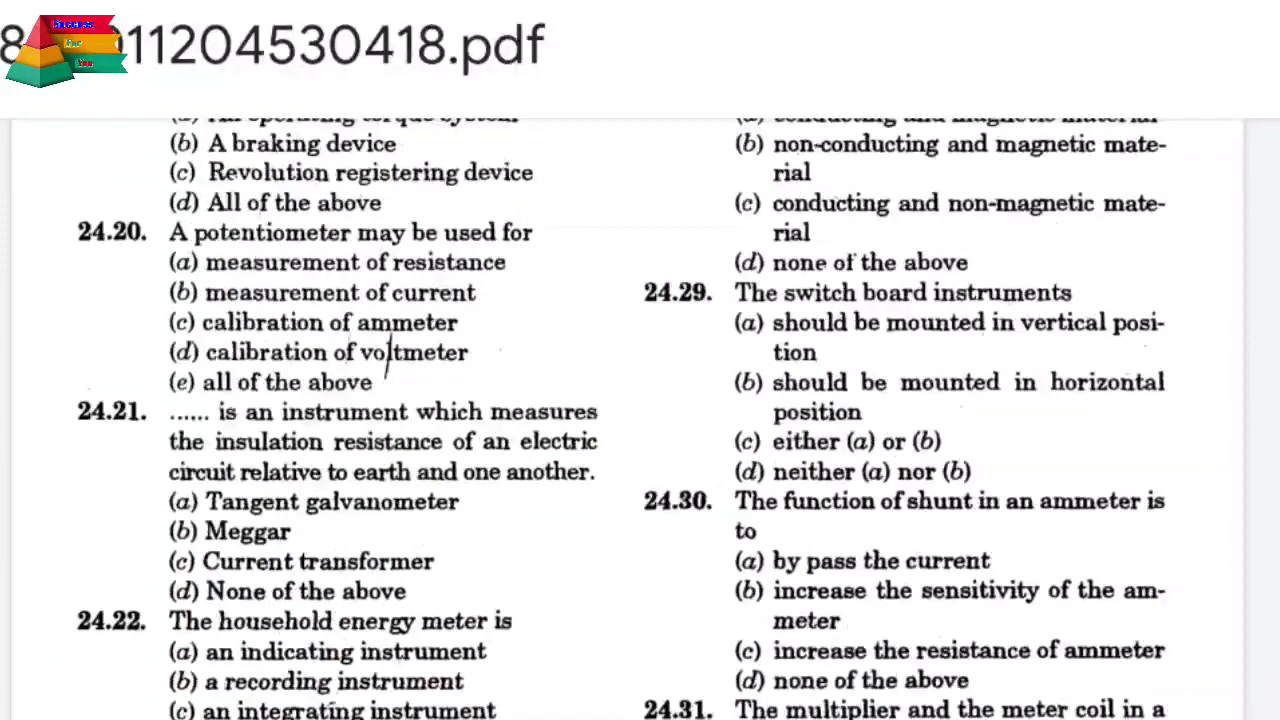 Success
For
You
11204530418.pdf
(b) A braking device
(c) Revolution registering device
(d) All of the above
24.20. A potentiometer may be used for
(a) measurement of resistance
(b) measurement of current
(c) calibration of ammeter
(d) calibration of voltmeter
(e) all of the above
24.21. ...... is an instrument which measures
the insulation resistance of an electric
circuit relative to earth and one another.
(a) Tangent galvanometer
(b) Meggar
(c) Current transformer
(d) None of the above
24.22. The household energy meter is
(a) an indicating instrument
(b) a recording instrument
(c) an integrating instrument
(b) non-conducting and magnetic mate-
rial
(c) conducting and non-magnetic mate-
rial
(d) none of the above
24.29. The switch board instruments
(a) should be mounted in vertical posi-
tion
(b) should be mounted in horizontal
position
(c) either (a) or (b)
(d) neither (a) nor (b)
24.30. The function of shunt in an ammeter is
to
(a) by pass the current
(b) increase the sensitivity of the am-
meter
(c) increase the resistance of ammeter
(d) none of the above
24.31. The multiplier and the meter coil in a